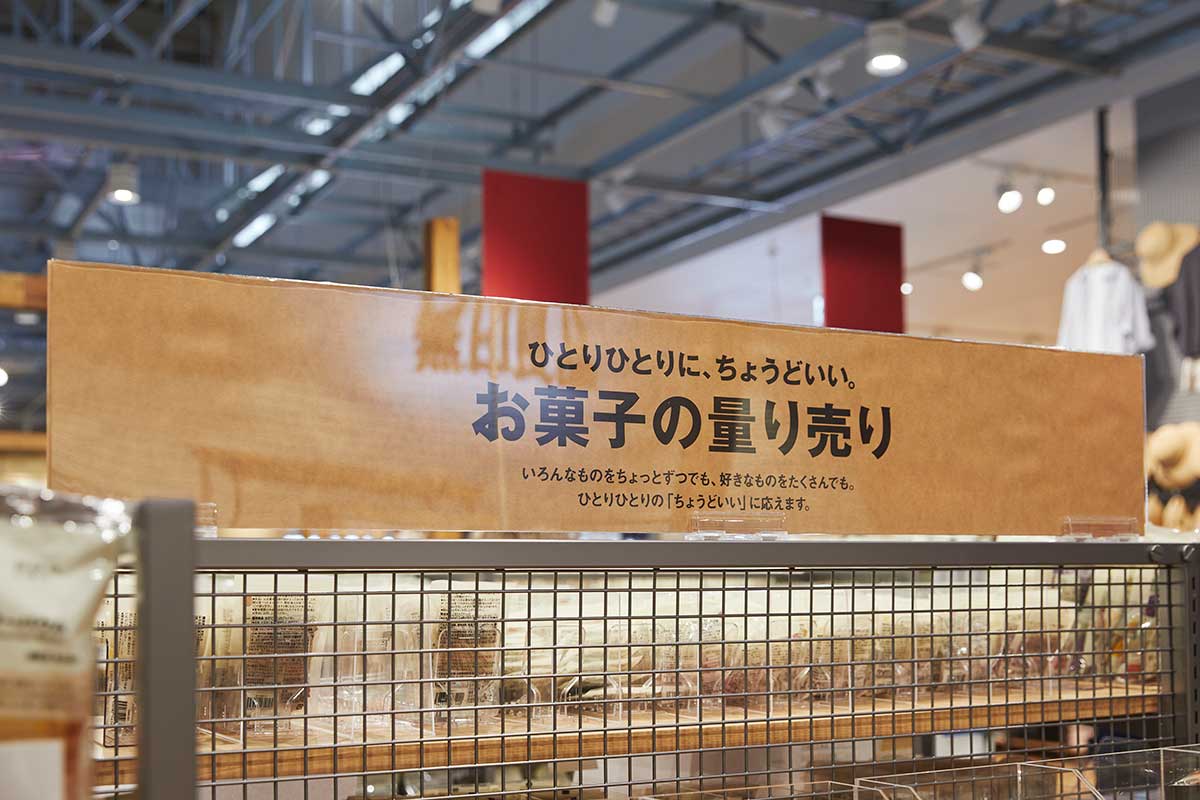 ひとりひとりに、ちょうどいい。
お菓子の量り売り
いろんなものをちょっとずつでも、好きなものをたくさんでも。
ひとりひとりの「ちょうどいい」に応えます。